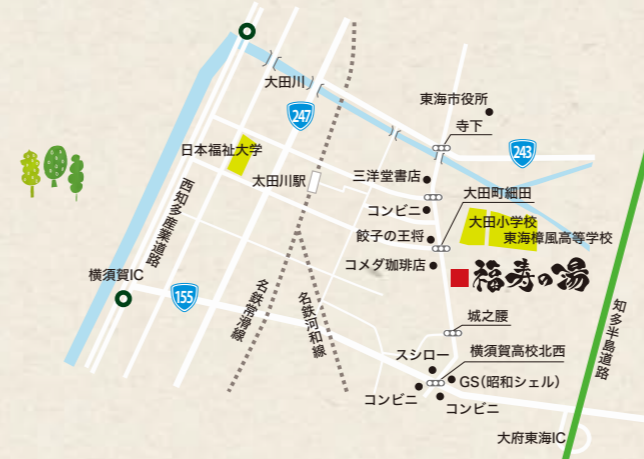 大田川
247
東海市役所
寺下
243
日本福祉大学
太田川駅
三洋堂書店
大田町細田
コンビニ
大田小学校
餃子の王将
東海樟風高等学校
西知多産業道路
コメダ珈琲店
福寿の湯
横須賀IC
155
名鉄常滑線
名鉄河和線
城之腰
知多半島道路
横須賀高校北西
スシロー
GS(昭和シェル)
コンビニ
コンビニ
大府東海IC